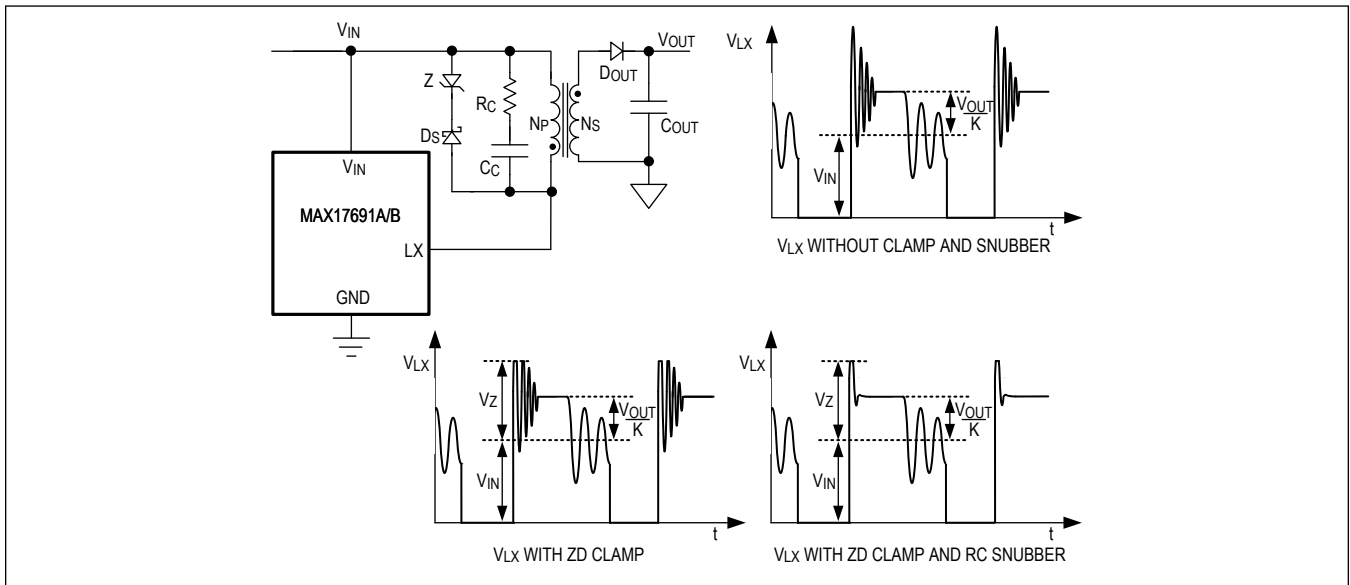 VIN
VOUT
Z
RC
NP
NS
DOUT
COUT
DS
CC
VIN
MAX17691A/B
LX
GND
VLX
VOUT
K
VIN
t
VLX WITHOUT CLAMP AND SNUBBER
VLX
VZ
VOUT
K
VIN
t
VLX WITH ZD CLAMP
VLX
VZ
VOUT
K
VIN
t
VLX WITH ZD CLAMP AND RC SNUBBER